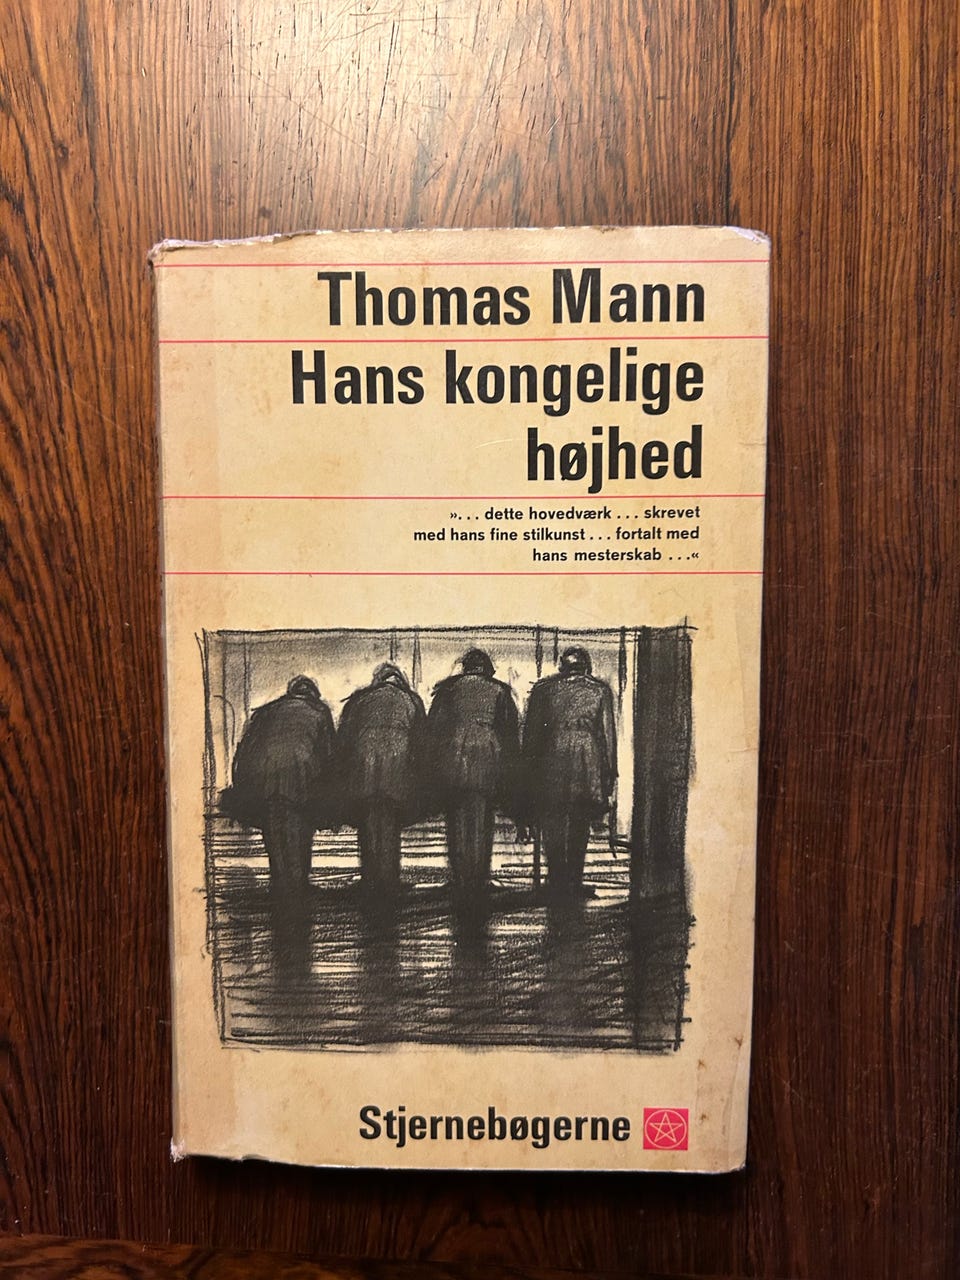 Thomas Mann
Hans kongelige
højhed
»... dette hovedværk ... skrevet
med hans fine stilkunst ... fortalt med
hans mesterskab ...«
Stjernebøgerne